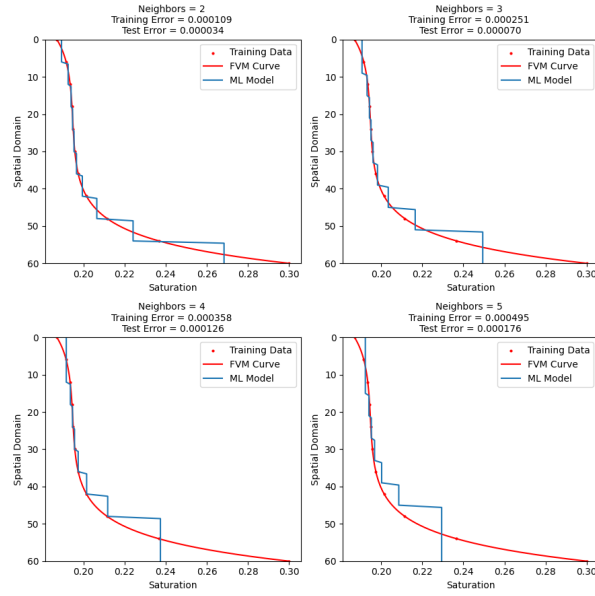 Neighbors = 2
Training Error = 0.000109
Test Error = 0.000034
Training Data
FVM Curve
ML Model
Spatial Domain
0
10
20
30
40
50
60
0.20 0.22 0.24 0.26 0.28 0.30
Saturation
Neighbors = 3
Training Error = 0.000251
Test Error = 0.000070
Training Data
FVM Curve
ML Model
Spatial Domain
0
10
20
30
40
50
60
0.20 0.22 0.24 0.26 0.28 0.30
Saturation
Neighbors = 4
Training Error = 0.000358
Test Error = 0.000126
Training Data
FVM Curve
ML Model
Spatial Domain
0
10
20
30
40
50
60
0.20 0.22 0.24 0.26 0.28 0.30
Saturation
Neighbors = 5
Training Error = 0.000495
Test Error = 0.000176
Training Data
FVM Curve
ML Model
Spatial Domain
0
10
20
30
40
50
60
0.20 0.22 0.24 0.26 0.28 0.30
Saturation